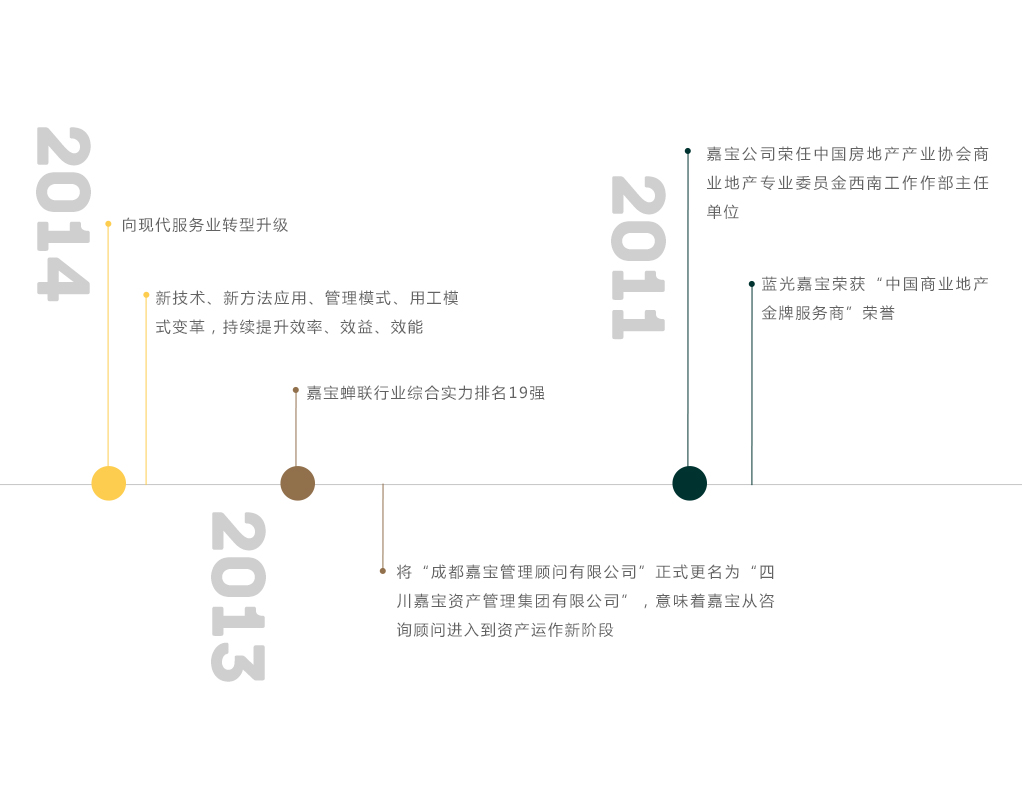 2014
向现代服务业转型升级
新技术、新方法应用、管理模式、用工模
式变革，持续提升效率、效益、效能
2013
嘉宝蝉联行业综合实力排名19强
将“成都嘉宝管理顾问有限公司”正式更名为“四
川嘉宝资产管理集团有限公司”，意味着嘉宝从咨
询顾问进入到资产运作新阶段
2011
嘉宝公司荣任中国房地产产业协会商
业地产专业委员金西南工作作部主任
单位
蓝光嘉宝荣获“中国商业地产
金牌服务商”荣誉